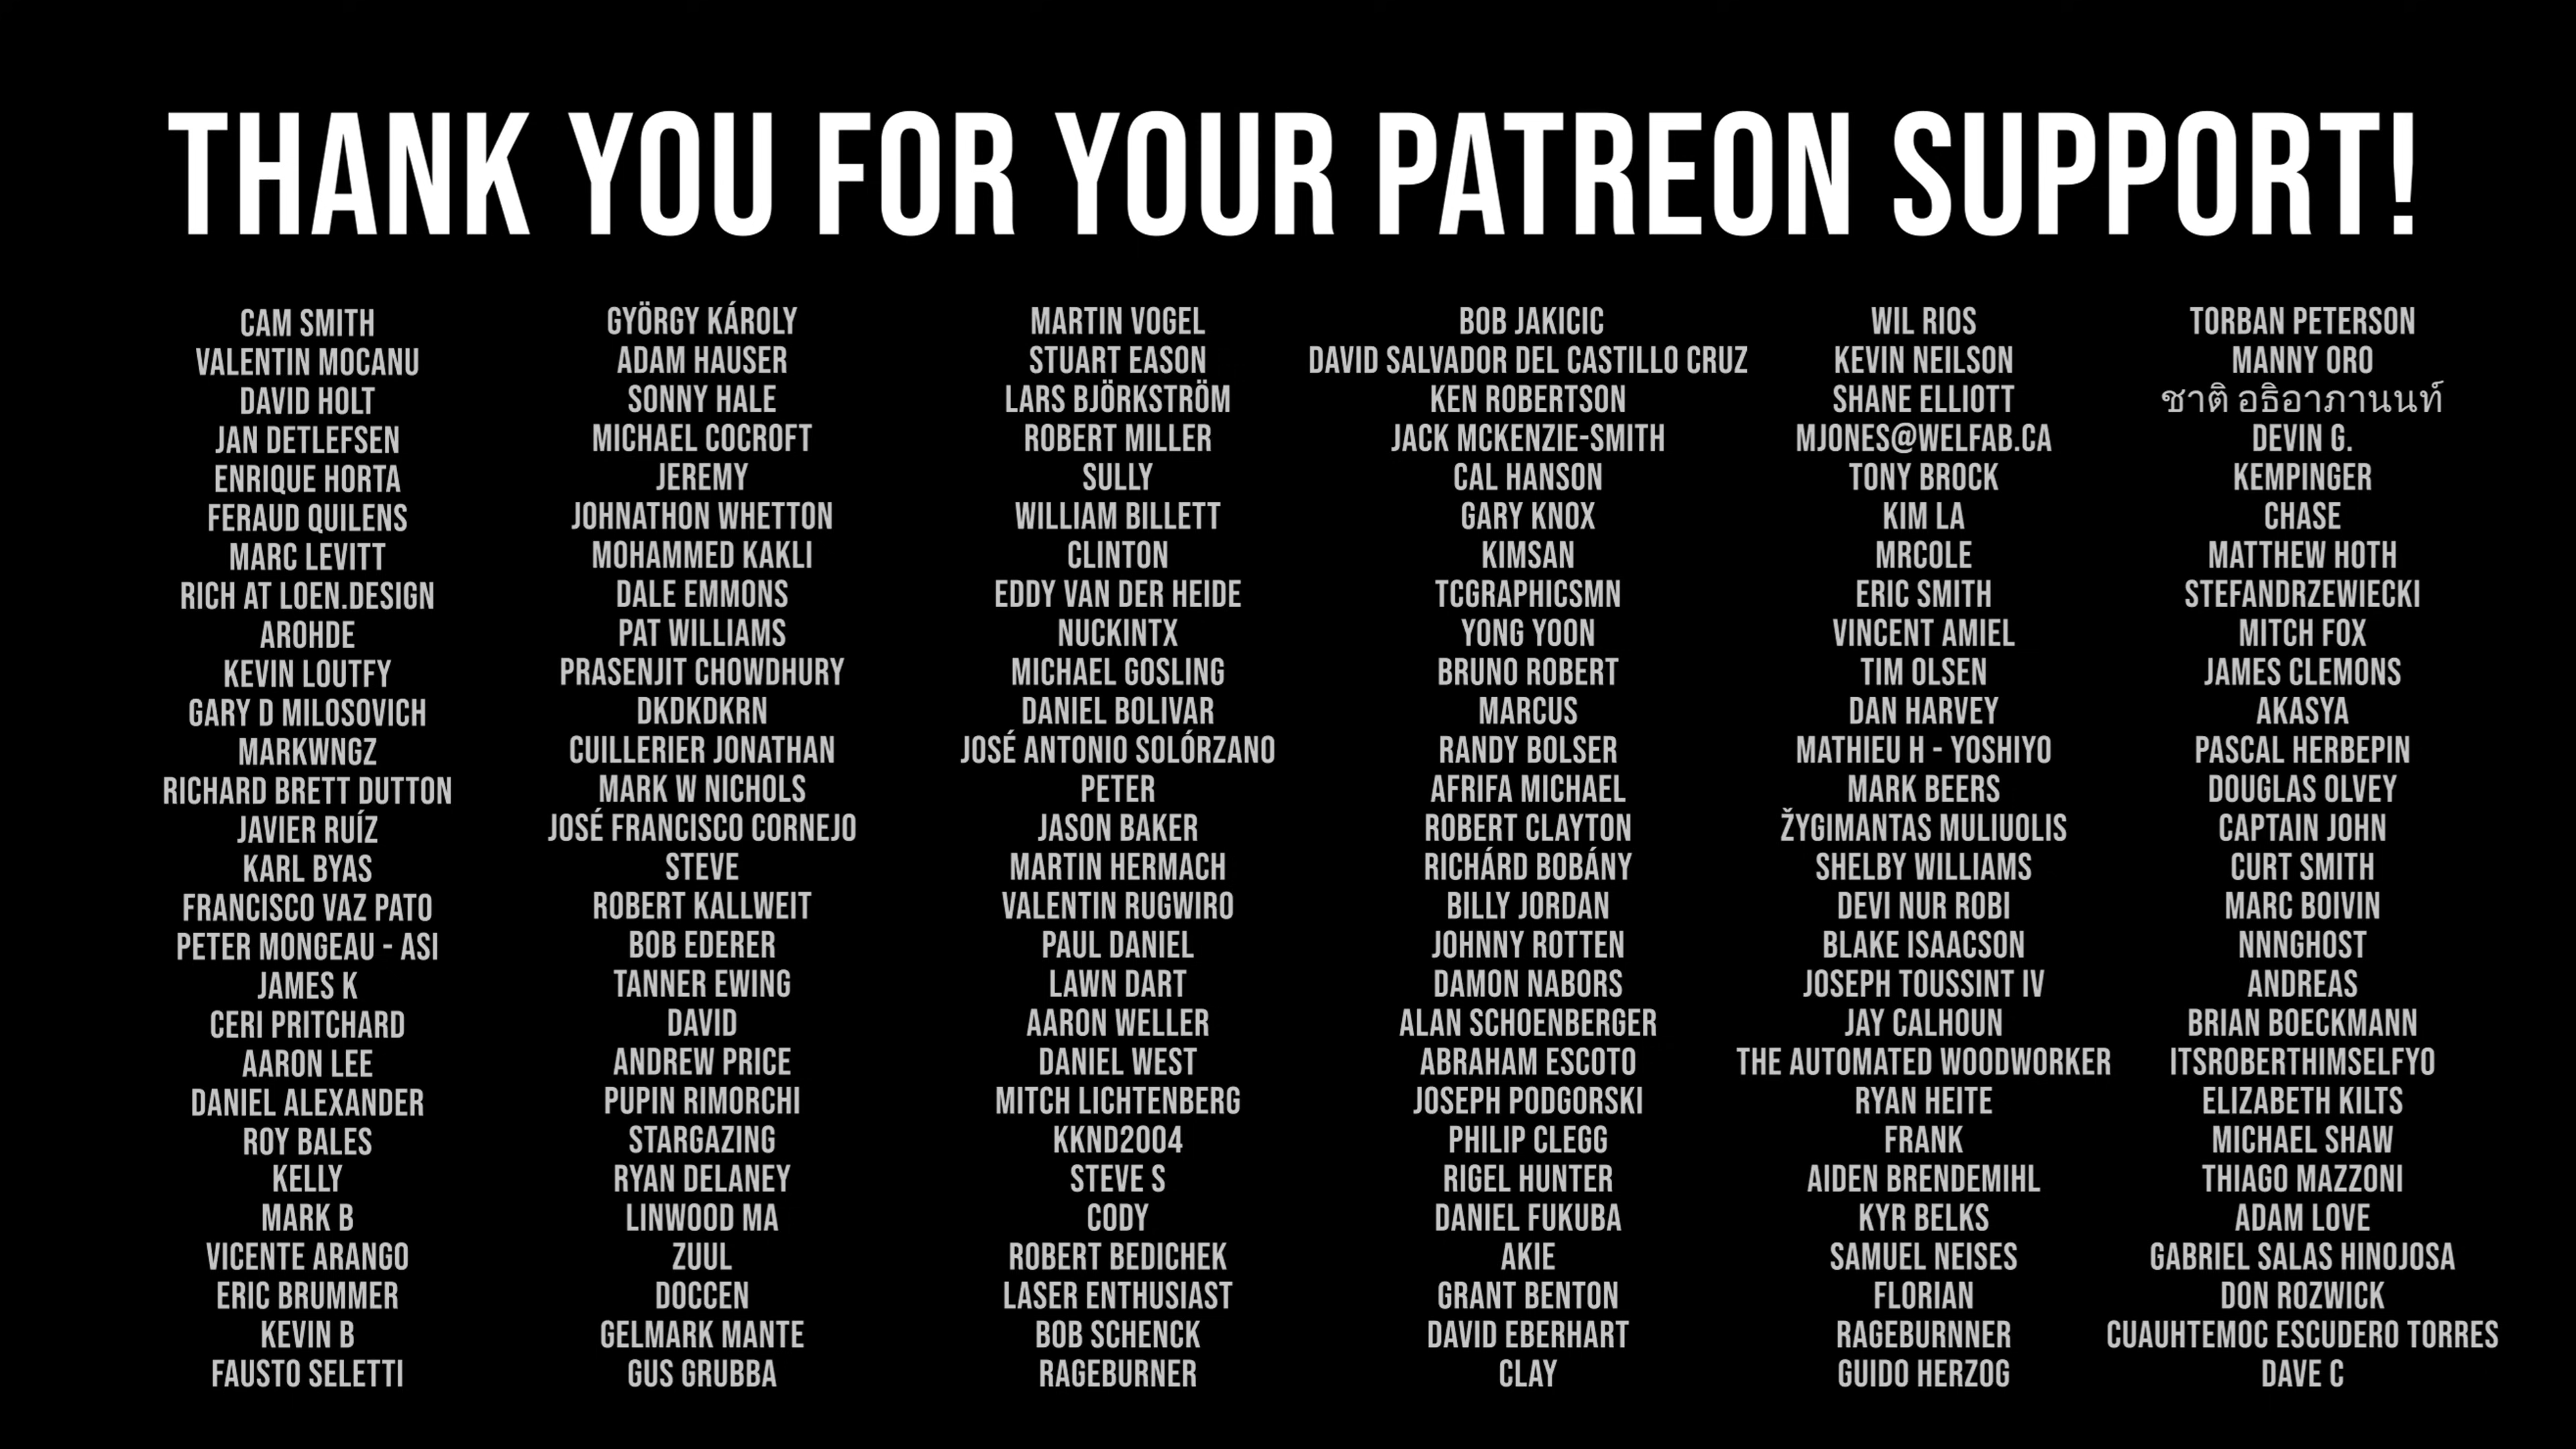 THANK YOU FOR YOUR PATREON SUPPORT!
CAM SMITH
VALENTIN MOCANU
DAVID HOLT
JAN DETLEFSEN
ENRIQUE HORTA
FERAUD QUILENS
MARC LEVITT
RICH AT LOEN.DESIGN
AROHDE
KEVIN LOUTFY
GARY D MILOSOVICH
MARKWNGZ
RICHARD BRETT DUTTON
JAVIER RUÍZ
KARL BYAS
FRANCISCO VAZ PATO
PETER MONGEAU - ASI
JAMES K
CERI PRITCHARD
AARON LEE
DANIEL ALEXANDER
ROY BALES
KELLY
MARK B
VICENTE ARANGO
ERIC BRUMMER
KEVIN B
FAUSTO SELETTI
GYÖRGY KÁROLY
ADAM HAUSER
SONNY HALE
MICHAEL COCROFT
JEREMY
JOHNATHON WHETTON
MOHAMMED KAKLI
DALE EMMONS
PAT WILLIAMS
PRASENJIT CHOWDHURY
DKDKDKRN
CUILLERIER JONATHAN
MARK W NICHOLS
JOSÉ FRANCISCO CORNEJO
STEVE
ROBERT KALLWEIT
BOB EDERER
TANNER EWING
DAVID
ANDREW PRICE
PUPIN RIMORCHI
STARGAZING
RYAN DELANEY
LINWOOD MA
ZUUL
DOCCEN
GELMARK MANTE
GUS GRUBBA
MARTIN VOGEL
STUART EASON
LARS BJÖRKSTRÖM
ROBERT MILLER
SULLY
WILLIAM BILLETT
CLINTON
EDDY VAN DER HEIDE
NUCKINTX
MICHAEL GOSLING
DANIEL BOLIVAR
JOSÉ ANTONIO SOLÓRZANO
PETER
JASON BAKER
MARTIN HERMACH
VALENTIN RUGWIRO
PAUL DANIEL
LAWN DART
AARON WELLER
DANIEL WEST
MITCH LICHTENBERG
KKND2004
STEVE S
CODY
ROBERT BEDICHEK
LASER ENTHUSIAST
BOB SCHENCK
RAGEBURNER
BOB JAKICIC
DAVID SALVADOR DEL CASTILLO CRUZ
KEN ROBERTSON
JACK MCKENZIE-SMITH
CAL HANSON
GARY KNOX
KIMSAN
TCGRAPHICSMN
YONG YOON
BRUNO ROBERT
MARCUS
RANDY BOLSER
AFRIFA MICHAEL
ROBERT CLAYTON
RICHÁRD BOBÁNY
BILLY JORDAN
JOHNNY ROTTEN
DAMON NABORS
ALAN SCHOENBERGER
ABRAHAM ESCOTO
JOSEPH PODGORSKI
PHILIP CLEGG
RIGEL HUNTER
DANIEL FUKUBA
AKIE
GRANT BENTON
DAVID EBERHART
CLAY
WIL RIOS
KEVIN NEILSON
SHANE ELLIOTT
MJONES@WELFAB.CA
TONY BROCK
KIM LA
MRCOLE
ERIC SMITH
VINCENT AMIEL
TIM OLSEN
DAN HARVEY
MATHIEU H - YOSHIYO
MARK BEERS
ŽYGIMANTAS MULIUOLIS
SHELBY WILLIAMS
DEVI NUR ROBI
BLAKE ISAACSON
JOSEPH TOUSSINT IV
JAY CALHOUN
THE AUTOMATED WOODWORKER
RYAN HEITE
FRANK
AIDEN BRENDEMIHL
KYR BELKS
SAMUEL NEISES
FLORIAN
RAGEBURNNER
GUIDO HERZOG
TORBAN PETERSON
MANNY ORO
ชาติ อธิอาภานนท์
DEVIN G.
KEMPINGER
CHASE
MATTHEW HOTH
STEFANDRZEWIECKI
MITCH FOX
JAMES CLEMONS
AKASYA
PASCAL HERBEPIN
DOUGLAS OLVEY
CAPTAIN JOHN
CURT SMITH
MARC BOIVIN
NNNGHOST
ANDREAS
BRIAN BOECKMANN
ITSROBERTHIMSELFYO
ELIZABETH KILTS
MICHAEL SHAW
THIAGO MAZZONI
ADAM LOVE
GABRIEL SALAS HINOJOSA
DON ROZWICK
CUAUHTEMOC ESCUDERO TORRES
DAVE C